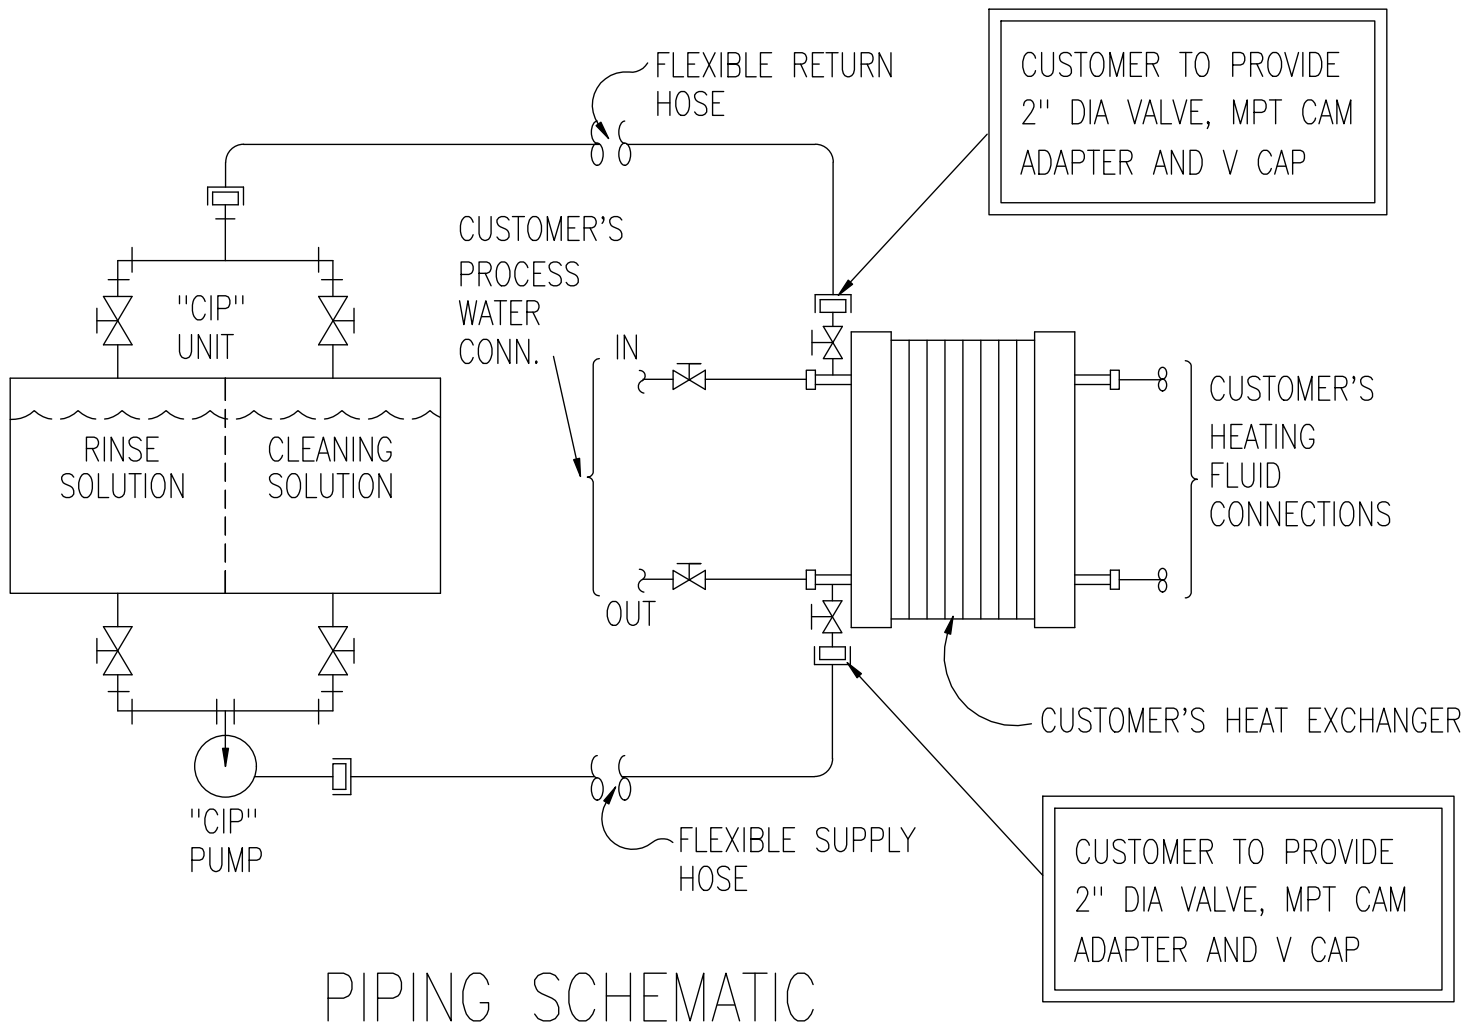 FLEXIBLE RETURN
HOSE
CUSTOMER TO PROVIDE
2" DIA VALVE, MPT CAM
ADAPTER AND V CAP
CUSTOMER'S
PROCESS
WATER
CONN.
"CIP"
UNIT
IN
RINSE
SOLUTION
CLEANING
SOLUTION
CUSTOMER'S
HEATING
FLUID
CONNECTIONS
OUT
CUSTOMER'S HEAT EXCHANGER
"CIP"
PUMP
FLEXIBLE SUPPLY
HOSE
CUSTOMER TO PROVIDE
2" DIA VALVE, MPT CAM
ADAPTER AND V CAP
PIPING SCHEMATIC